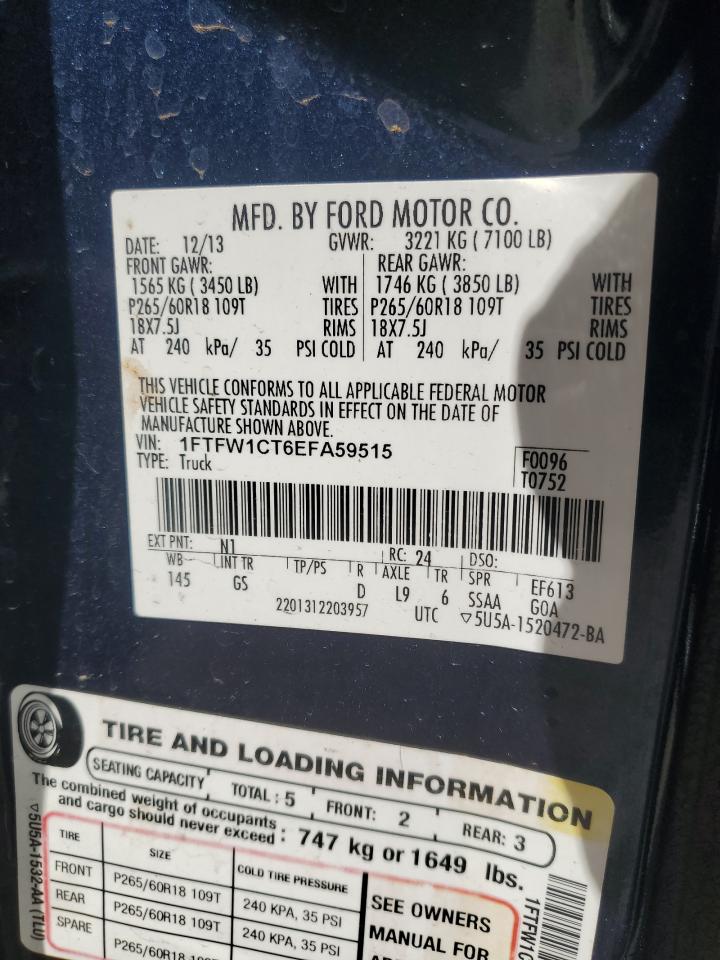 MFD. BY FORD MOTOR CO.
DATE: 12/13 GVWR: 3221 KG ( 7100 LB)
FRONT GAWR: REAR GAWR:
1565 KG ( 3450 LB) WITH 1746 KG ( 3850 LB) WITH
P265/60R18 109T TIRES P265/60R18 109T TIRES
18X7.5J RIMS 18X7.5J RIMS
AT 240 kPa/ 35 PSI COLD AT 240 kPa/ 35 PSI COLD
THIS VEHICLE CONFORMS TO ALL APPLICABLE FEDERAL MOTOR
VEHICLE SAFETY STANDARDS IN EFFECT ON THE DATE OF
MANUFACTURE SHOWN ABOVE.
VIN: 1FTFW1CT6EFA59515
TYPE: Truck
F0096
T0752
EXT PNT: N1 RC: 24 DSO:
WB INT TR TP/PS R AXLE TR SPR EF613
145 GS D L9 6 SSAA G0A
2201312203957 UTC ▽5U5A-1520472-BA
TIRE AND LOADING INFORMATION
SEATING CAPACITY TOTAL : 5 FRONT: 2 REAR: 3
The combined weight of occupants
and cargo should never exceed : 747 kg or 1649 lbs.
TIRE SIZE COLD TIRE PRESSURE
FRONT P265/60R18 109T 240 KPA, 35 PSI
REAR P265/60R18 109T 240 KPA, 35 PSI
SPARE P265/60R18
SEE OWNERS
MANUAL FOR
▽5U5A-1532-AA (TLU)
1FTFW1C